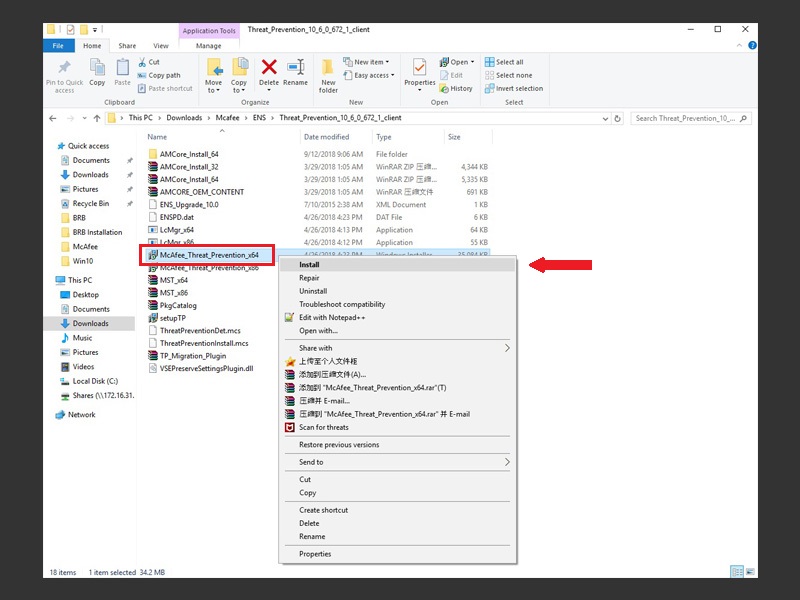 Application Tools
Threat_Prevention_10_6_0_672_1_client
File
Home
Share
View
Manage
Pin to Quick access
Copy
Paste
Cut
Copy path
Paste shortcut
Clipboard
Move to
Copy to
Delete
Rename
Organize
New folder
New item
Easy access
New
Properties
Open
Edit
History
Open
Select all
Select none
Invert selection
Select
This PC > Downloads > Mcafee > ENS > Threat_Prevention_10_6_0_672_1_client
Search Threat_Prevention_10_...
Name Date modified Type Size
Quick access
Documents
Downloads
Pictures
Recycle Bin
BRB
BRB Installation
McAfee
Win10
This PC
Desktop
Documents
Downloads
Music
Pictures
Videos
Local Disk (C:)
Shares (\\172.16.31.
Network
AMCore_Install_64 9/12/2018 9:06 AM File folder
AMCore_Install_32 3/29/2018 1:05 AM WinRAR ZIP 压缩... 4,344 KB
AMCore_Install_64 3/29/2018 1:05 AM WinRAR ZIP 压缩... 5,335 KB
AMCORE_OEM_CONTENT 3/29/2018 1:05 AM WinRAR 压缩文件 691 KB
ENS_Upgrade_10.0 7/10/2015 2:38 AM XML Document 1 KB
ENSPD.dat 4/26/2018 4:23 PM DAT File 6 KB
LcMgr_x64 4/26/2018 4:13 PM Application 64 KB
LcMgr_x86 4/26/2018 4:12 PM Application 55 KB
McAfee_Threat_Prevention_x64 4/26/2018 4:23 PM Windows Installer 35,084 KB
McAfee_Threat_Prevention_x86
MST_x64
MST_x86
PkgCatalog
setupTP
ThreatPreventionDet.mcs
ThreatPreventionInstall.mcs
TP_Migration_Plugin
VSEPreserveSettingsPlugin.dll
Install
Repair
Uninstall
Troubleshoot compatibility
Edit with Notepad++
Open with...
Share with
上传至个人文件柜
添加到压缩文件(A)...
添加到 "McAfee_Threat_Prevention_x64.rar"(T)
压缩并 E-mail...
压缩到 "McAfee_Threat_Prevention_x64.rar" 并 E-mail
Scan for threats
Restore previous versions
Send to
Cut
Copy
Create shortcut
Delete
Rename
Properties
18 items 1 item selected 34.2 MB